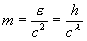 m = ε/c² = h/cλ